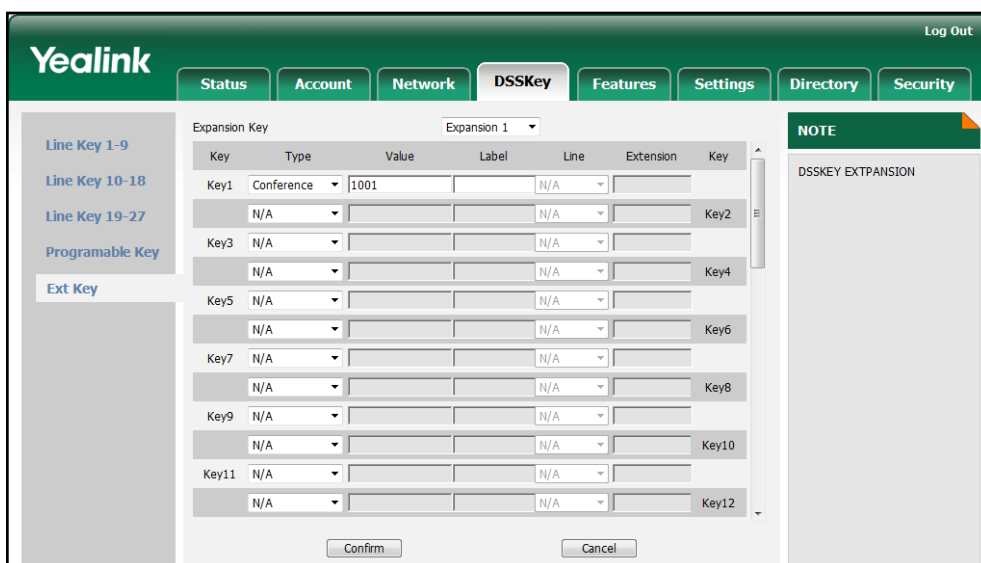 Log Out
Yealink
Status Account Network DSSKey Features Settings Directory Security
Line Key 1-9
Line Key 10-18
Line Key 19-27
Programable Key
Ext Key
Expansion Key Expansion 1
Key Type Value Label Line Extension Key
Key1 Conference 1001 N/A
N/A N/A Key2
Key3 N/A N/A
N/A N/A Key4
Key5 N/A N/A
N/A N/A Key6
Key7 N/A N/A
N/A N/A Key8
Key9 N/A N/A
N/A N/A Key10
Key11 N/A N/A
N/A N/A Key12
Confirm Cancel
NOTE
DSSKEY EXTPANSION